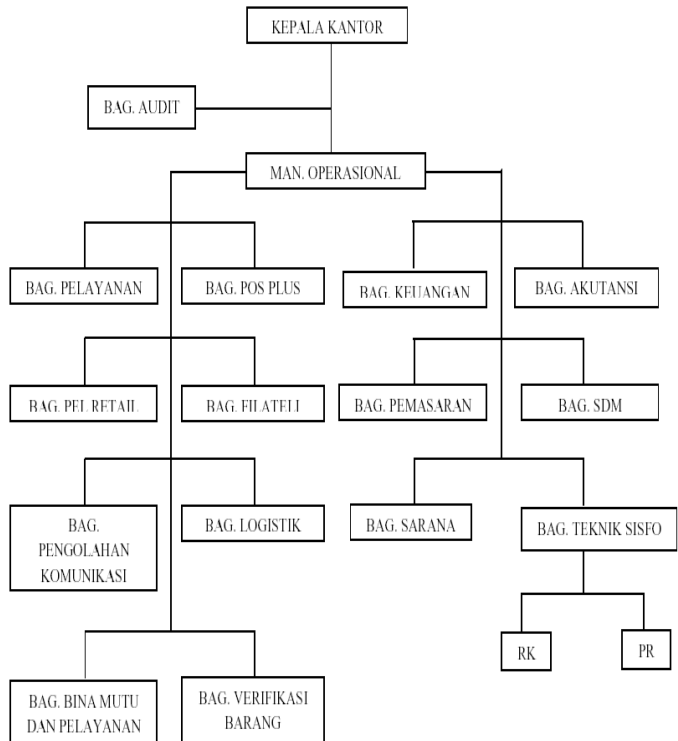 KEPALA KANTOR
BAG. AUDIT
MAN. OPERASIONAL
BAG. PELAYANAN
BAG. POS PLUS
BAG. KEUANGAN
BAG. AKUTANSI
BAG. PEL RETAIL
BAG. FILATELI
BAG. PEMASARAN
BAG. SDM
BAG.
PENGOLAHAN
KOMUNIKASI
BAG. LOGISTIK
BAG. SARANA
BAG. TEKNIK SISFO
RK
PR
BAG. BINA MUTU
DAN PELAYANAN
BAG. VERIFIKASI
BARANG